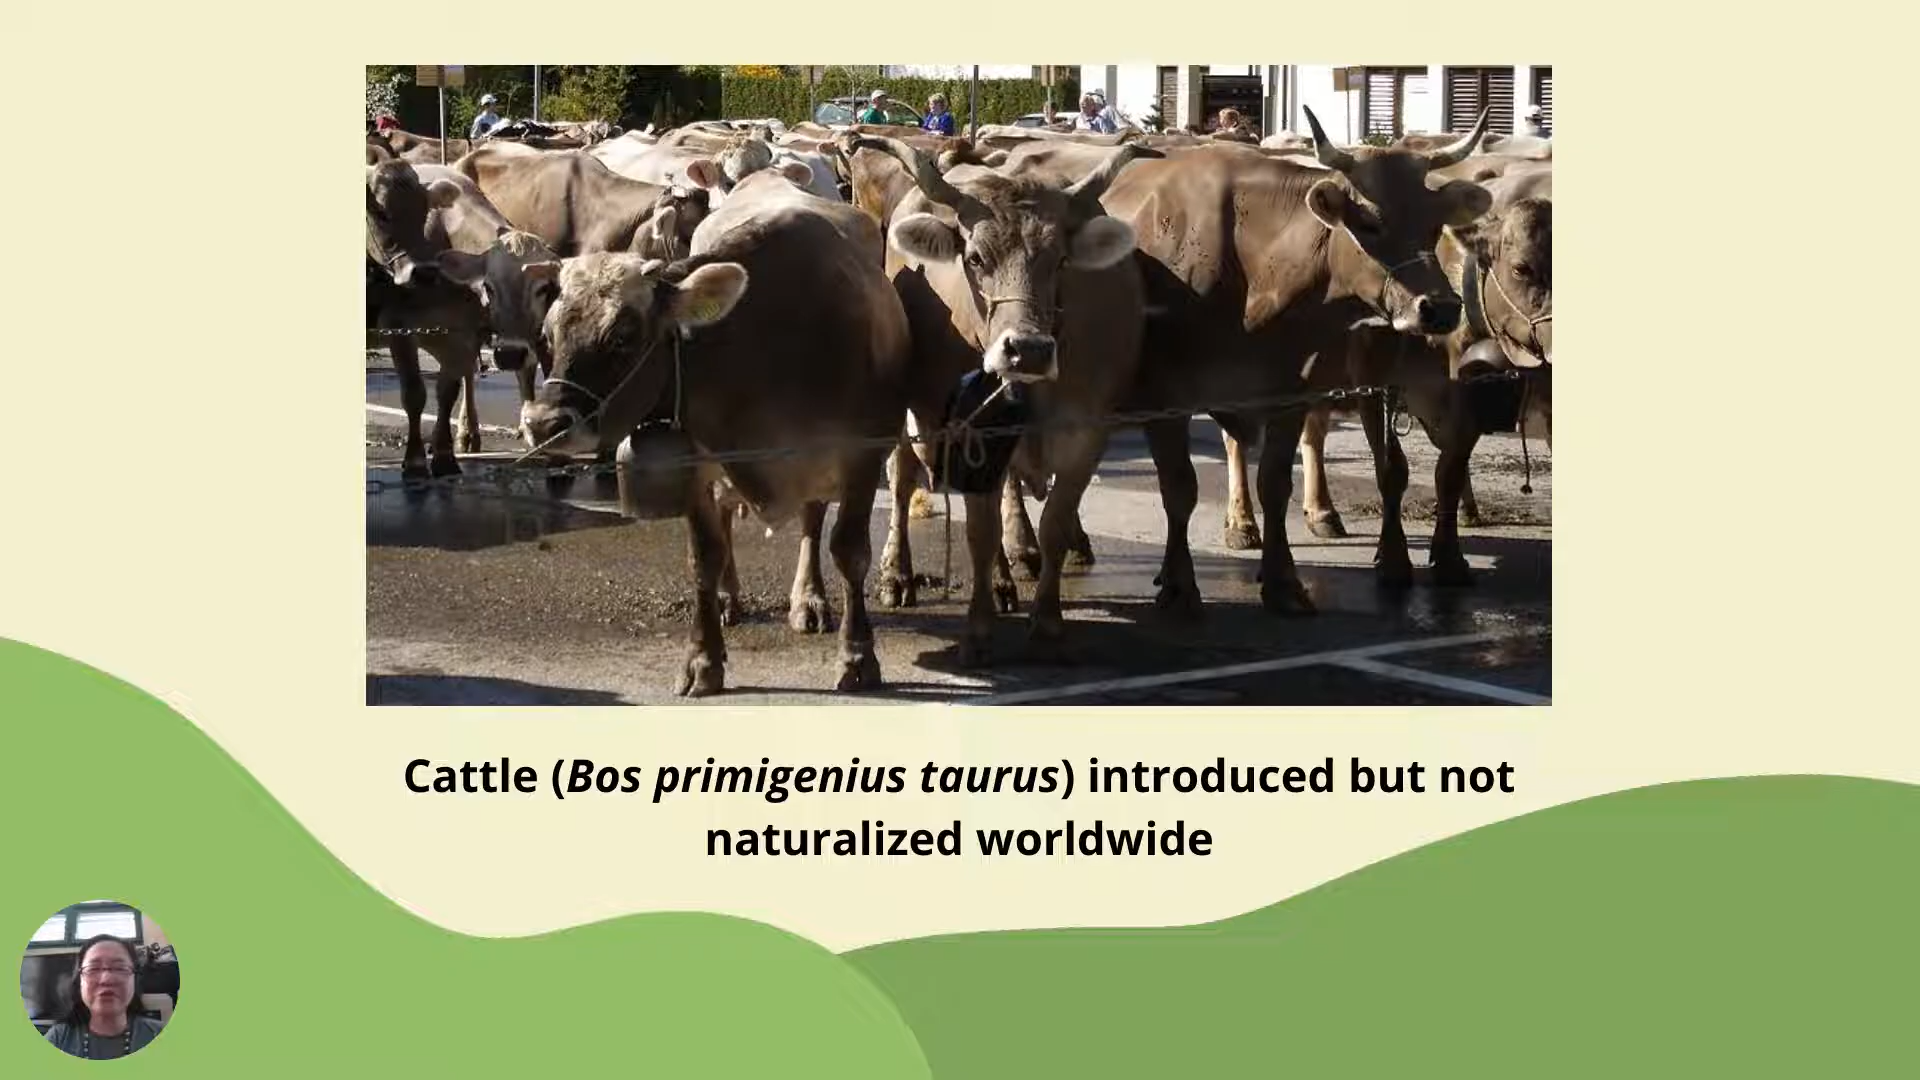 Cattle (Bos primigenius taurus) introduced but not
naturalized worldwide